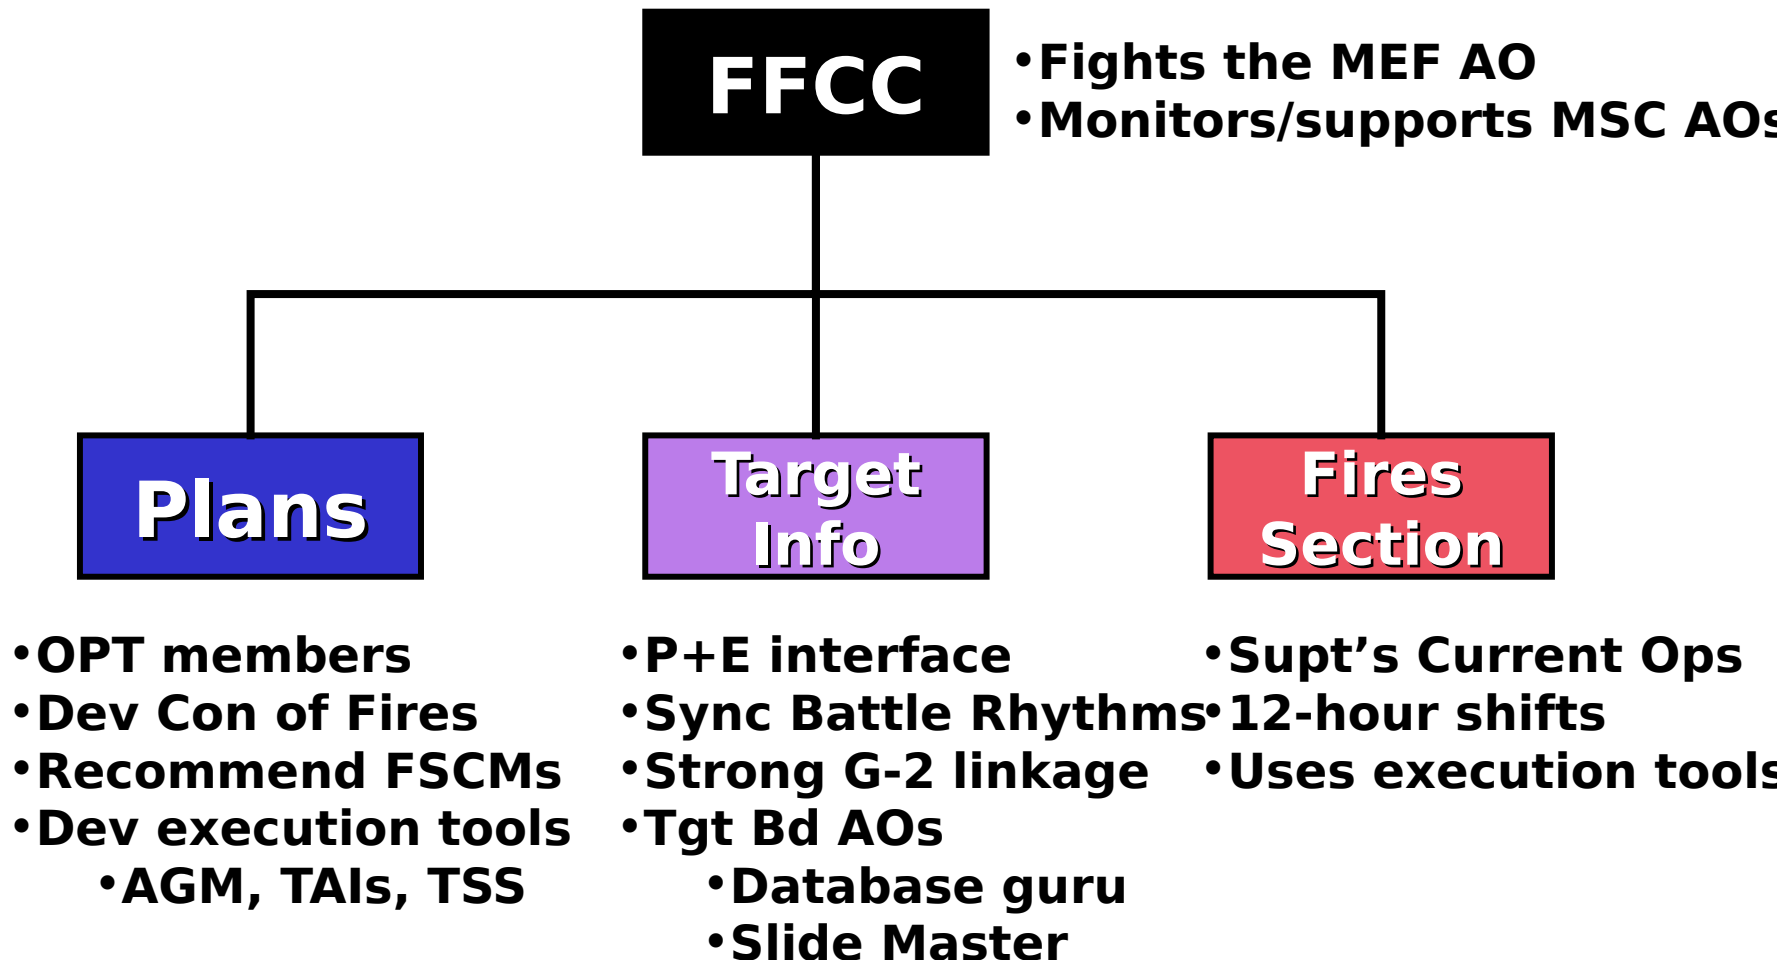 FFCC
•Fights the MEF AO
•Monitors/supports MSC AOs
Plans
Target
Info
Fires
Section
•OPT members
•Dev Con of Fires
•Recommend FSCMs
•Dev execution tools
•AGM, TAIs, TSS
•P+E interface
•Sync Battle Rhythms
•Strong G-2 linkage
•Tgt Bd AOs
•Database guru
•Slide Master
•Supt’s Current Ops
•12-hour shifts
•Uses execution tools